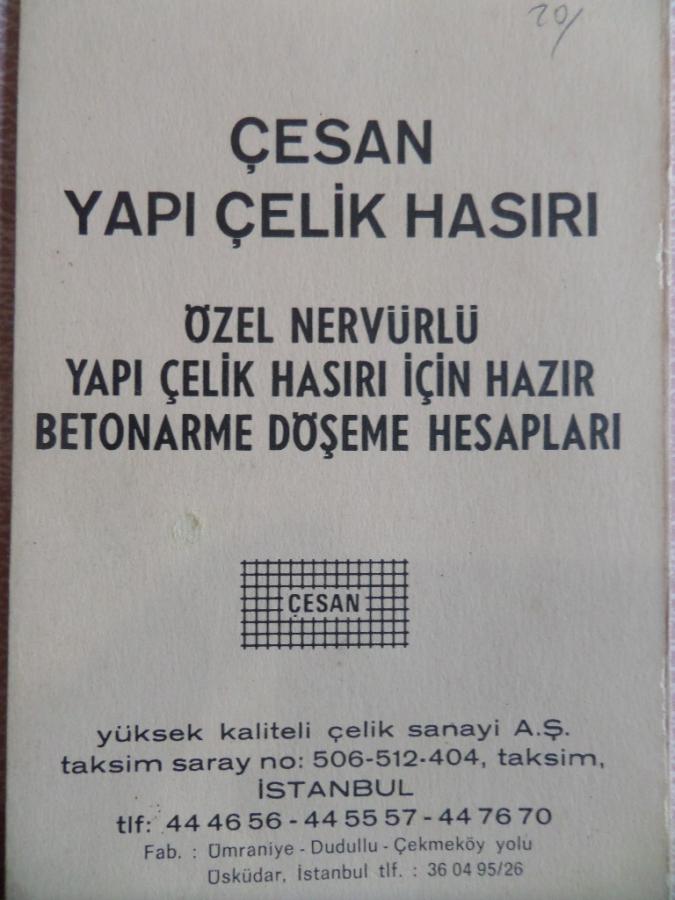 20/
ÇESAN
YAPI ÇELİK HASIRI
ÖZEL NERVÜRLÜ
YAPI ÇELİK HASIRI İÇİN HAZIR
BETONARME DÖŞEME HESAPLARI
ÇESAN
yüksek kaliteli çelik sanayi A.Ş.
taksim saray no: 506-512-404, taksim,
İSTANBUL
tlf: 44 46 56 - 44 55 57 - 44 76 70
Fab. : Ümraniye - Dudullu - Çekmeköy yolu
Üsküdar, İstanbul tlf. : 36 04 95/26